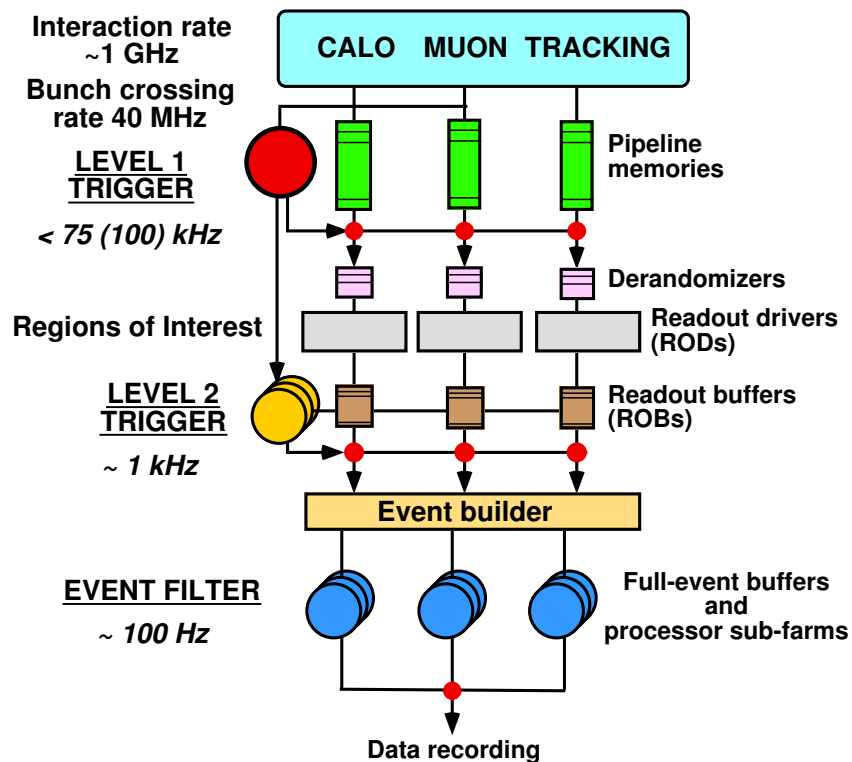 Interaction rate
~1 GHz
CALO MUON TRACKING
Bunch crossing
rate 40 MHz
Pipeline
memories
LEVEL 1
TRIGGER
< 75 (100) kHz
Derandomizers
Regions of Interest
Readout drivers
(RODs)
LEVEL 2
TRIGGER
Readout buffers
(ROBs)
~ 1 kHz
Event builder
EVENT FILTER
~ 100 Hz
Full-event buffers
and
processor sub-farms
Data recording